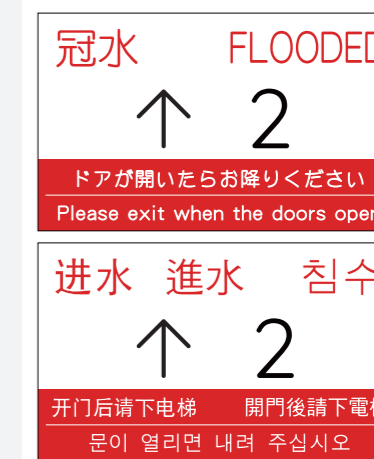 冠水 FLOODED
↑ 2
ドアが開いたらお降りください
Please exit when the doors open
进水 進水 침수
↑ 2
开门后请下电梯 開門後請下電梯
문이 열리면 내려 주십시오